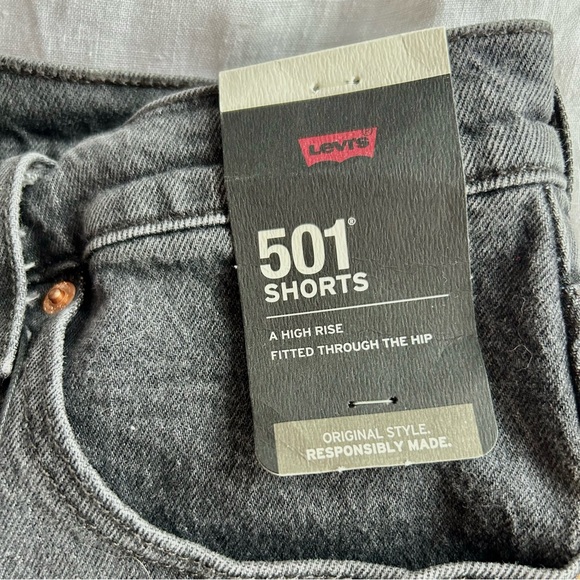 Levi's
501®
SHORTS
A HIGH RISE
FITTED THROUGH THE HIP
ORIGINAL STYLE.
RESPONSIBLY MADE.